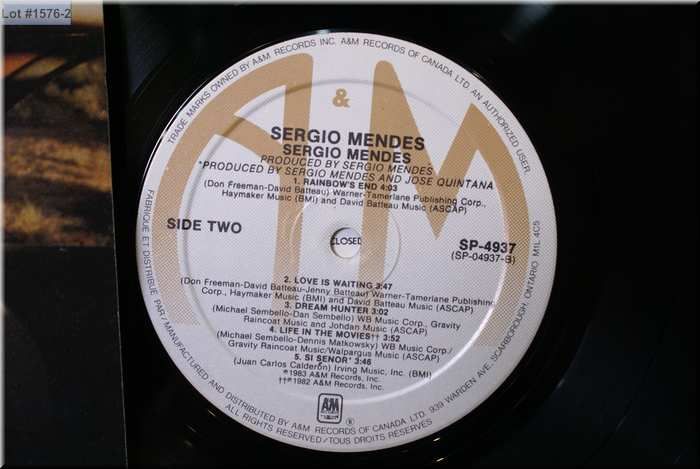 Lot #1576-2
TRADE MARKS OWNED BY A&M RECORDS INC. A&M RECORDS OF CANADA LTD. AN AUTHORIZED USER.
&
SERGIO MENDES
SERGIO MENDES
PRODUCED BY SERGIO MENDES
*PRODUCED BY SERGIO MENDES AND JOSE QUINTANA
1. RAINBOW'S END 4:03
(Don Freeman-David Batteau) Warner-Tamerlane Publishing Corp.,
Haymaker Music (BMI) and David Batteau Music (ASCAP)
SIDE TWO
CLOSED
SP-4937
(SP-04937-B)
2. LOVE IS WAITING 3:47
(Don Freeman-David Batteau-Jenny Batteau) Warner-Tamerlane Publishing
Corp., Haymaker Music (BMI) and David Batteau Music (ASCAP)
3. DREAM HUNTER 3:02
(Michael Sembello-Dan Sembello) WB Music Corp., Gravity
Raincoat Music and Johdan Music (ASCAP)
4. LIFE IN THE MOVIES†† 3:52
(Michael Sembello-Dennis Matkowsky) WB Music Corp./
Gravity Raincoat Music/Walpargus Music (ASCAP)
5. SI SENOR* 3:46
(Juan Carlos Calderón) Irving Music, Inc. (BMI)
℗1983 A&M Records, Inc.
††℗ 1982 A&M Records, Inc.
A&M
RECORDS
®
FABRIQUE ET DISTRIBUE PAR/MANUFACTURED AND DISTRIBUTED BY A&M RECORDS OF CANADA LTD. 939 WARDEN AVE. SCARBOROUGH, ONTARIO M1L 4C5
ALL RIGHTS RESERVED/TOUS DROITS RESERVES